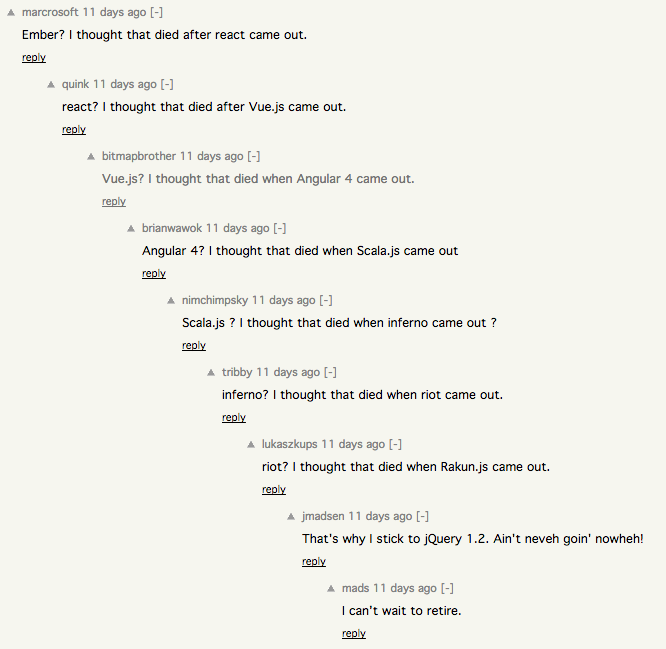 marcrosoft 11 days ago [-]
Ember? I thought that died after react came out.
reply
quink 11 days ago [-]
react? I thought that died after Vue.js came out.
reply
bitmapbrother 11 days ago [-]
Vue.js? I thought that died when Angular 4 came out.
reply
brianwawok 11 days ago [-]
Angular 4? I thought that died when Scala.js came out
reply
nimchimpsky 11 days ago [-]
Scala.js ? I thought that died when inferno came out ?
reply
tribby 11 days ago [-]
inferno? I thought that died when riot came out.
reply
lukaszkups 11 days ago [-]
riot? I thought that died when Rakun.js came out.
reply
jmadsen 11 days ago [-]
That's why I stick to jQuery 1.2. Ain't neveh goin' nowheh!
reply
mads 11 days ago [-]
I can't wait to retire.
reply